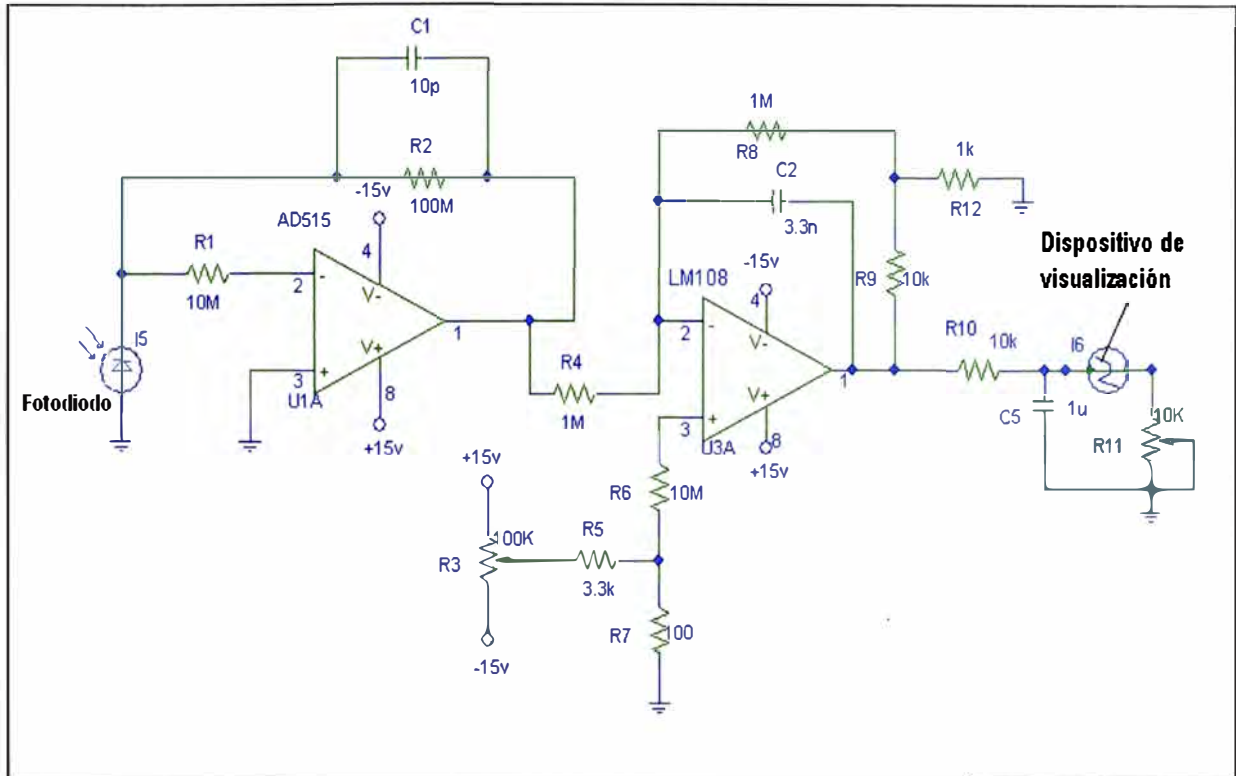 C1
10p
R2
100M
-15v
AD515
4
V-
R1
10M
2
-
1
V+
3
+
8
U1A
+15v
I5
Fotodiodo
R4
1M
1M
R8
C2
3.3n
1k
R12
-15v
LM108
4
V-
2
-
1
V+
3
+
8
U3A
+15v
R9
10k
Dispositivo de
visualización
R10
10k
I6
C5
1u
10K
R11
R6
10M
+15v
100K
R3
R5
3.3k
R7
100
-15v